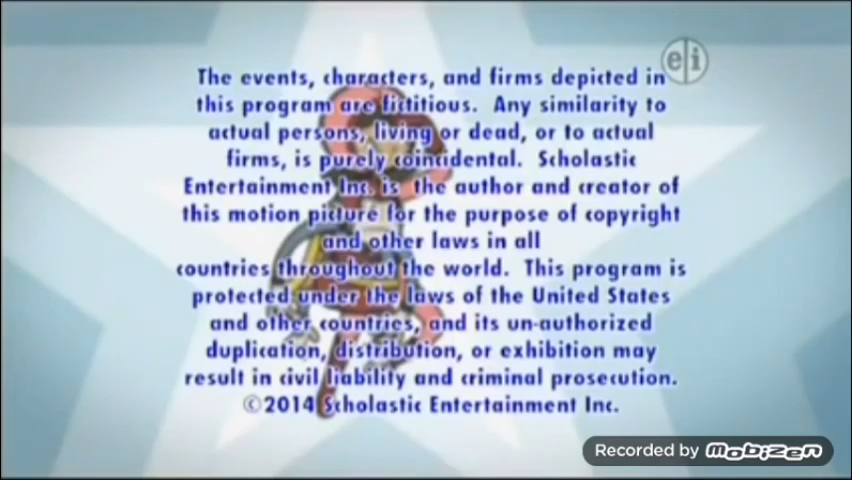 The events, characters, and firms depicted in
this program are fictitious. Any similarity to
actual persons, living or dead, or to actual
firms, is purely coincidental. Scholastic
Entertainment Inc. is the author and creator of
this motion picture for the purpose of copyright
and other laws in all
countries throughout the world. This program is
protected under the laws of the United States
and other countries, and its un-authorized
duplication, distribution, or exhibition may
result in civil liability and criminal prosecution.
©2014 Scholastic Entertainment Inc.
e/i
Recorded by Mobizen